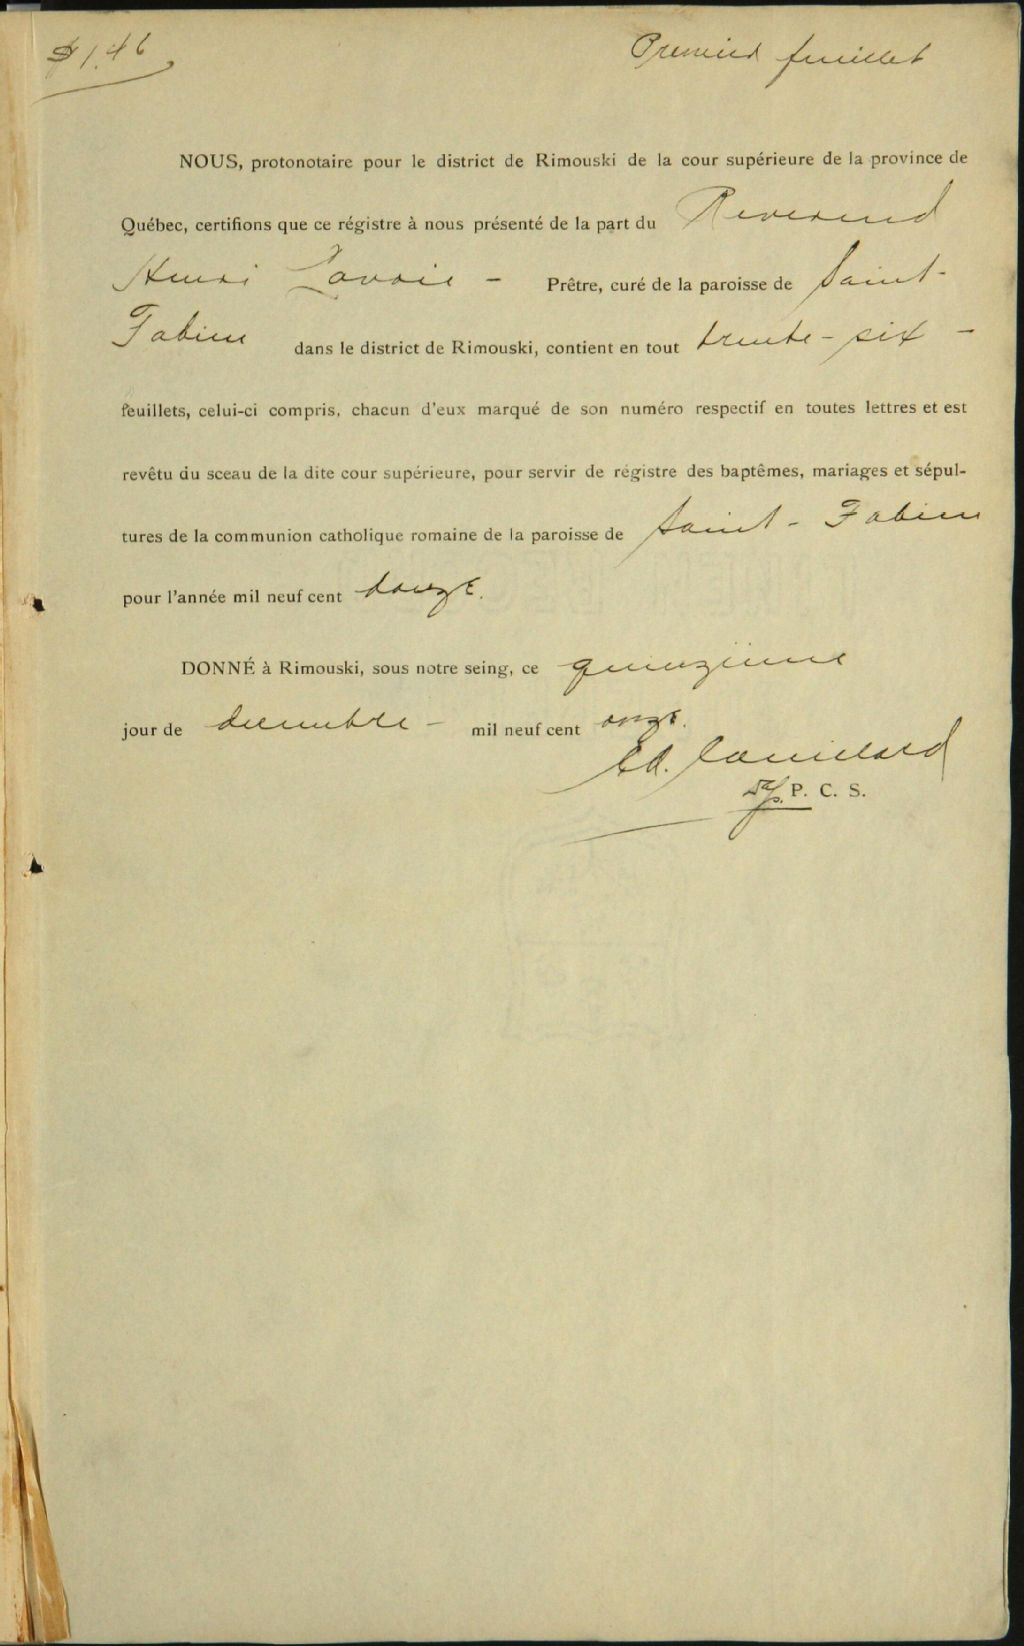 $1.46
Premier feuillet
NOUS, protonotaire pour le district de Rimouski de la cour supérieure de la province de
Québec, certifions que ce régistre à nous présenté de la part du Reverend
Henri Lavoie - Prêtre, curé de la paroisse de Saint-
Fabien dans le district de Rimouski, contient en tout trente-six -
feuillets, celui-ci compris, chacun d'eux marqué de son numéro respectif en toutes lettres et est
revêtu du sceau de la dite cour supérieure, pour servir de régistre des baptêmes, mariages et sépul-
tures de la communion catholique romaine de la paroisse de Saint-Fabien
pour l'année mil neuf cent douze.
DONNÉ à Rimouski, sous notre seing, ce quinzième
jour de decembre - mil neuf cent onze.
Ed. Couillard
P. C. S.